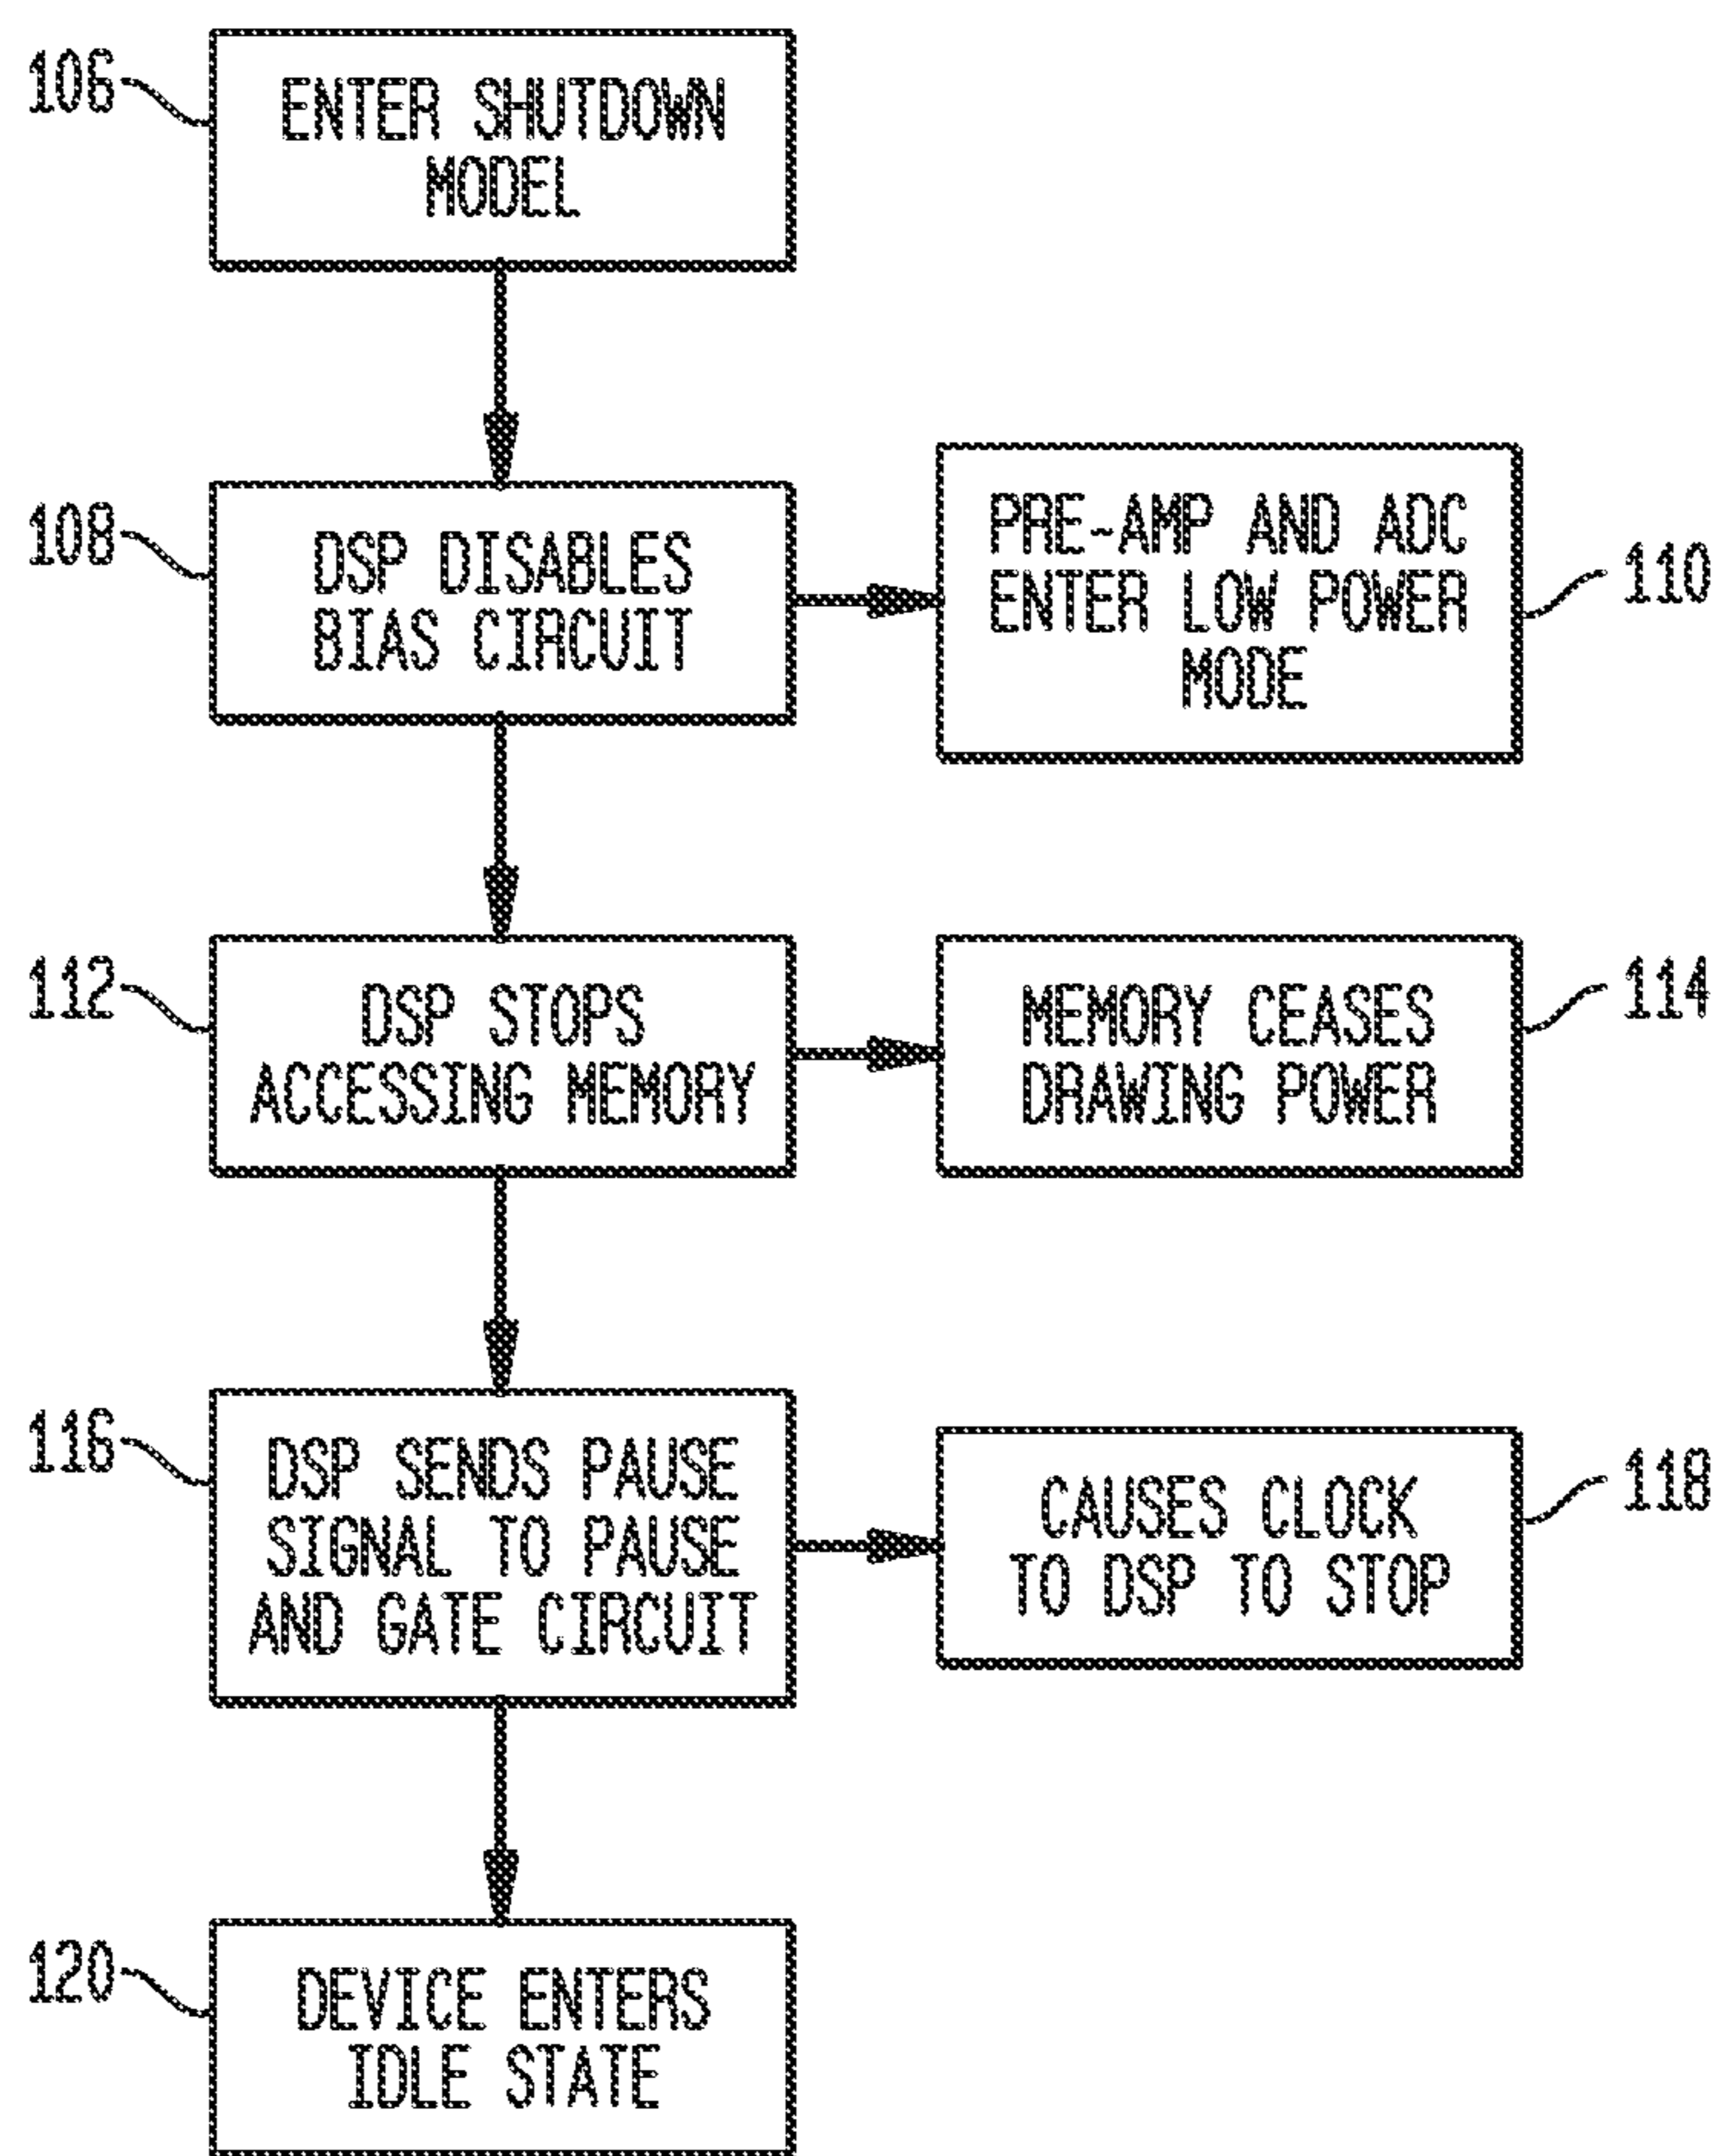 106
ENTER SHUTDOWN
MODEL
108
DSP DISABLES
BIAS CIRCUIT
PRE-AMP AND ADC
ENTER LOW POWER
MODE
110
112
DSP STOPS
ACCESSING MEMORY
MEMORY CEASES
DRAWING POWER
114
116
DSP SENDS PAUSE
SIGNAL TO PAUSE
AND GATE CIRCUIT
CAUSES CLOCK
TO DSP TO STOP
118
120
DEVICE ENTERS
IDLE STATE